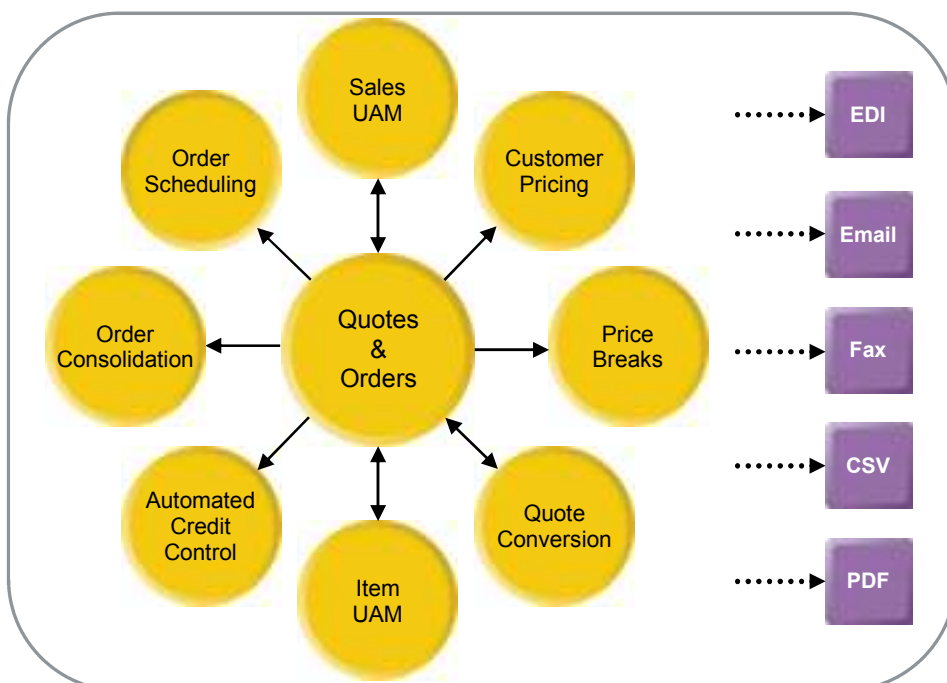 Sales
UAM
Order
Scheduling
Customer
Pricing
EDI
Email
Order
Consolidation
Quotes
&
Orders
Price
Breaks
Fax
Automated
Credit
Control
Item
UAM
Quote
Conversion
CSV
PDF